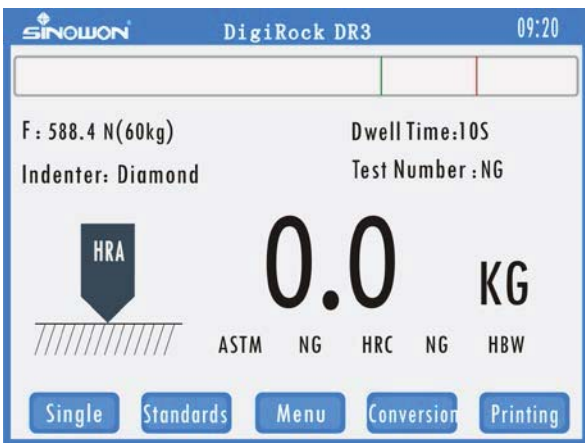 SINOWON DigiRock DR3 09:20
F: 588.4 N(60kg) Dwell Time:10S
Indenter: Diamond Test Number :NG
HRA 0.0 KG
ASTM NG HRC NG HBW
Single Standards Menu Conversion Printing